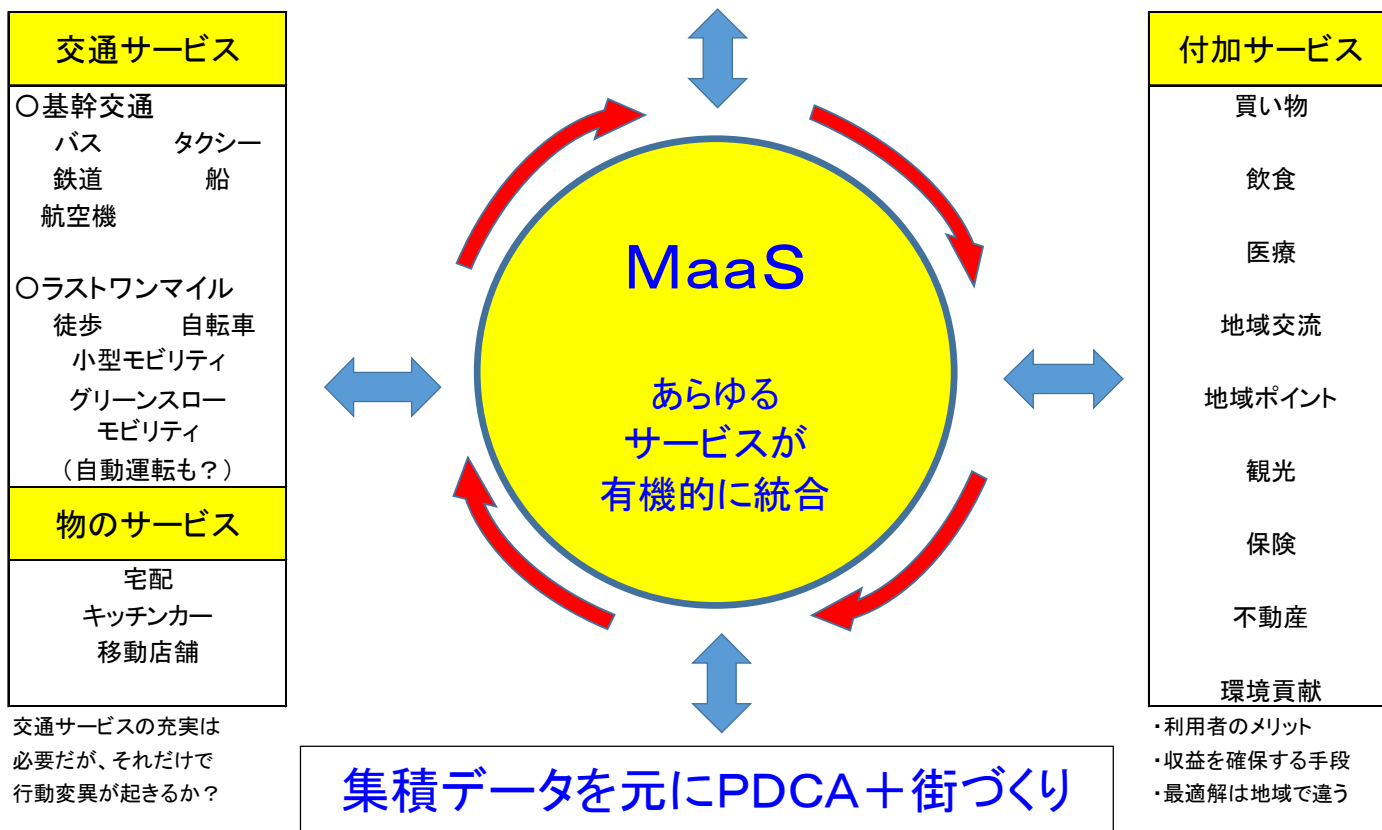 交通サービス
○基幹交通
バス タクシー
鉄道 船
航空機
○ラストワンマイル
徒歩 自転車
小型モビリティ
グリーンスロー
モビリティ
（自動運転も？）
物のサービス
宅配
キッチンカー
移動店舗
交通サービスの充実は
必要だが、それだけで
行動変異が起きるか？
MaaS
あらゆる
サービスが
有機的に統合
集積データを元にPDCA＋街づくり
付加サービス
買い物
飲食
医療
地域交流
地域ポイント
観光
保険
不動産
環境貢献
・利用者のメリット
・収益を確保する手段
・最適解は地域で違う